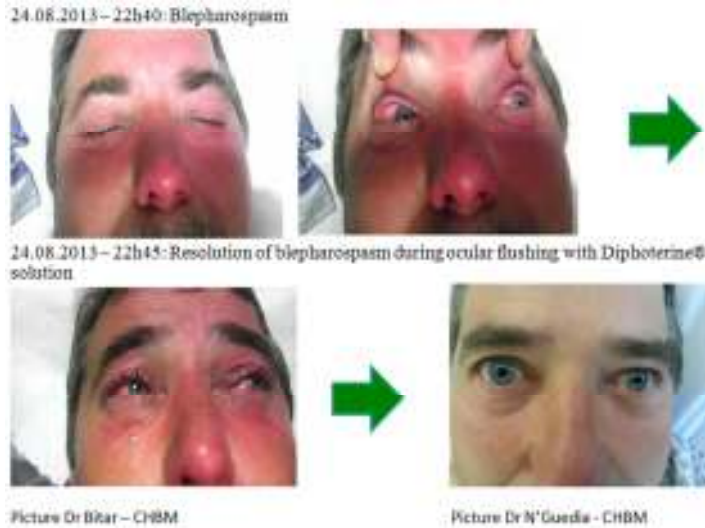 24.08.2013 – 22h40: Blepharospasm
24.08.2013 – 22h45: Resolution of blepharospasm during ocular flushing with Diphoterine®
solution
Picture Dr Bitar – CHBM
Picture Dr N'Guedia - CHBM